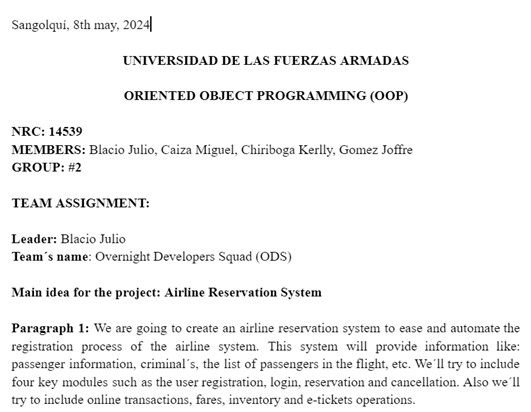 Sangolquí, 8th may, 2024
UNIVERSIDAD DE LAS FUERZAS ARMADAS
ORIENTED OBJECT PROGRAMMING (OOP)
NRC: 14539
MEMBERS: Blacio Julio, Caiza Miguel, Chiriboga Kerlly, Gomez Joffre
GROUP: #2
TEAM ASSIGNMENT:
Leader: Blacio Julio
Team´s name: Overnight Developers Squad (ODS)
Main idea for the project: Airline Reservation System
Paragraph 1: We are going to create an airline reservation system to ease and automate the
registration process of the airline system. This system will provide information like:
passenger information, criminal´s, the list of passengers in the flight, etc. We´ll try to include
four key modules such as the user registration, login, reservation and cancellation. Also we´ll
try to include online transactions, fares, inventory and e-tickets operations.